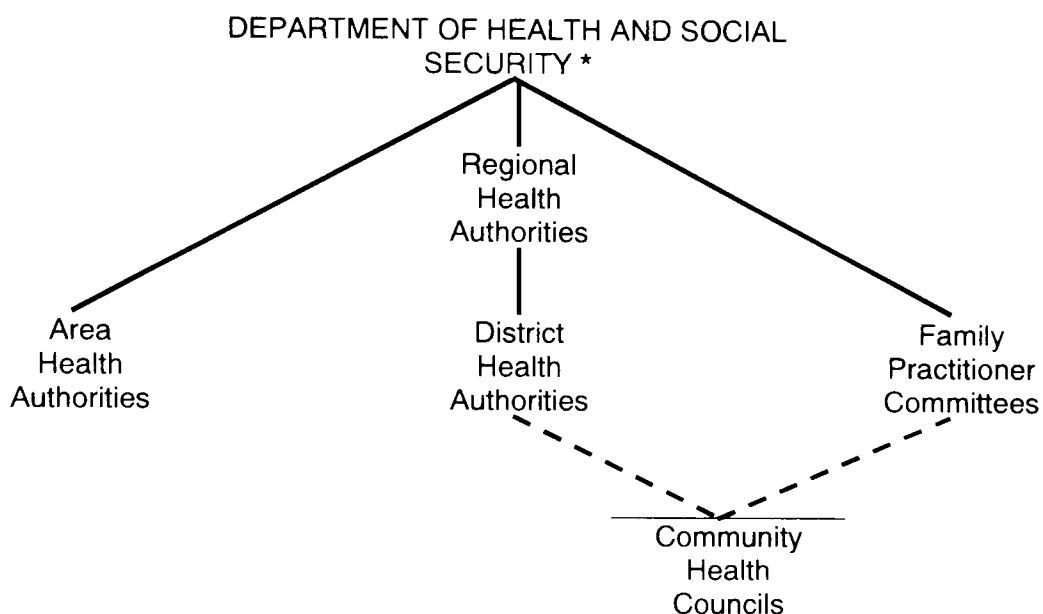 DEPARTMENT OF HEALTH AND SOCIAL
SECURITY *
Regional
Health
Authorities
Area
Health
Authorities
District
Health
Authorities
Family
Practitioner
Committees
Community
Health
Councils